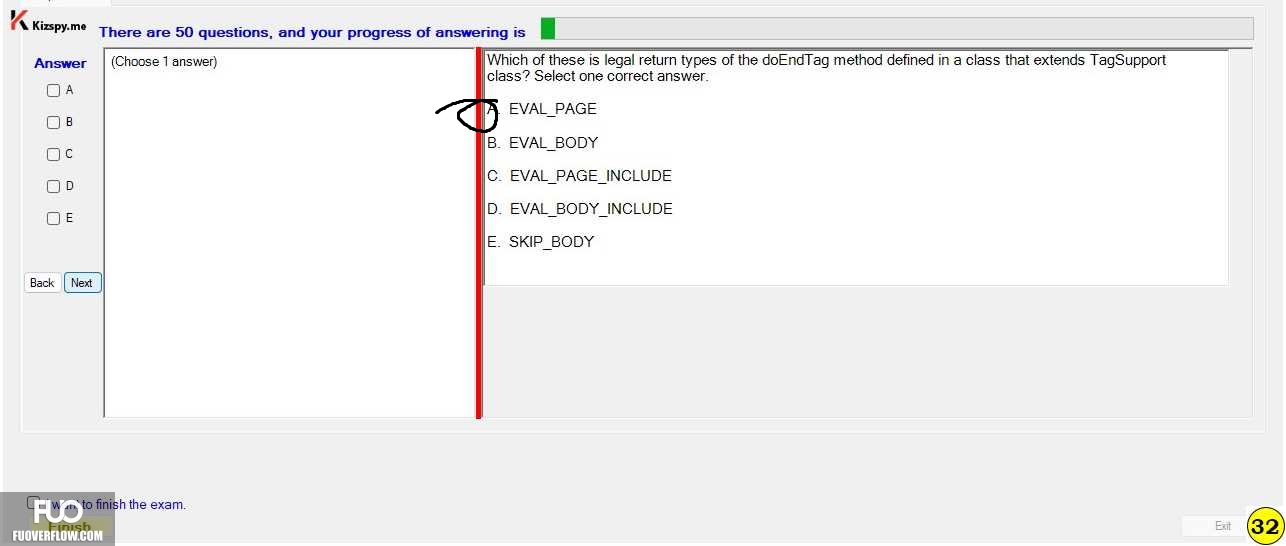 Kizspy.me
There are 50 questions, and your progress of answering is
Answer
(Choose 1 answer)
A
B
C
D
E
Back
Next
Which of these is legal return types of the doEndTag method defined in a class that extends TagSupport
class? Select one correct answer.
A. EVAL_PAGE
B. EVAL_BODY
C. EVAL_PAGE_INCLUDE
D. EVAL_BODY_INCLUDE
E. SKIP_BODY
I want to finish the exam.
Finish
FUO
FUOVERFLOW.COM
Exit
32